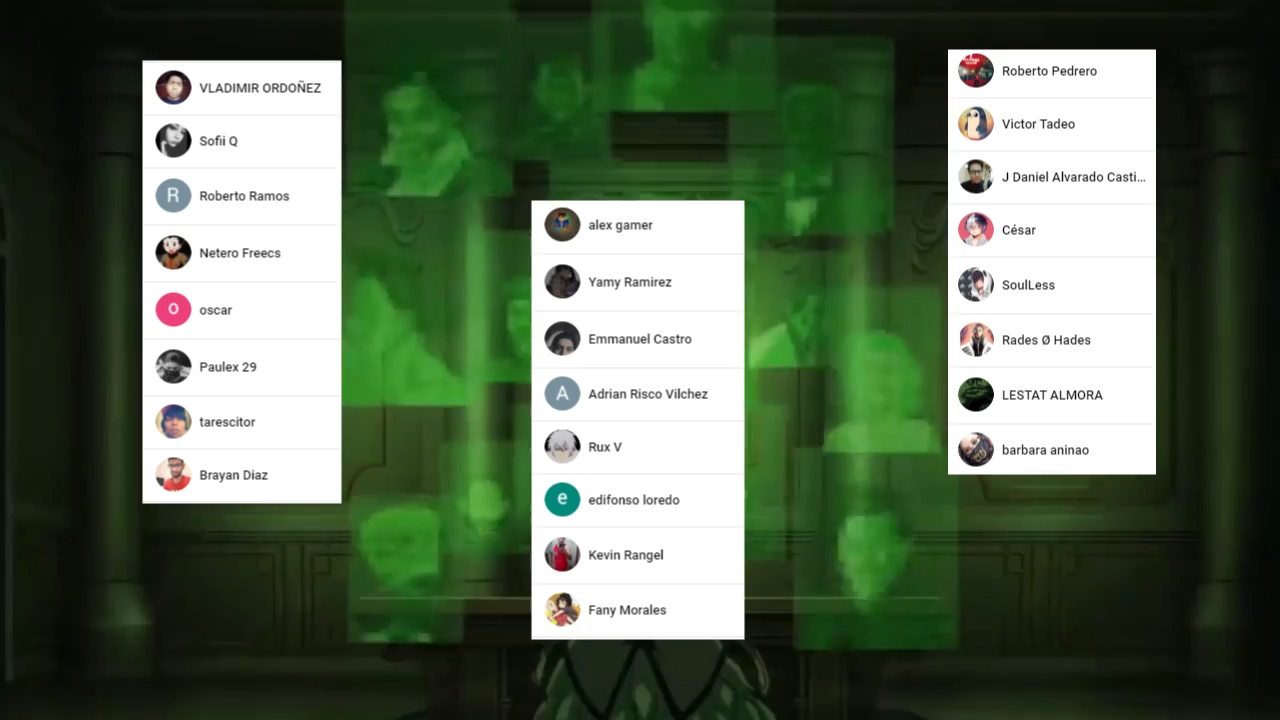 VLADIMIR ORDOÑEZ
Sofii Q
R Roberto Ramos
Netero Freecs
o oscar
Paulex 29
tarescitor
Brayan Diaz
alex gamer
Yamy Ramirez
Emmanuel Castro
A Adrian Risco Vilchez
Rux V
e edifonso loredo
Kevin Rangel
Fany Morales
Roberto Pedrero
Victor Tadeo
J Daniel Alvarado Casti...
César
SoulLess
Rades Ø Hades
LESTAT ALMORA
barbara aninao